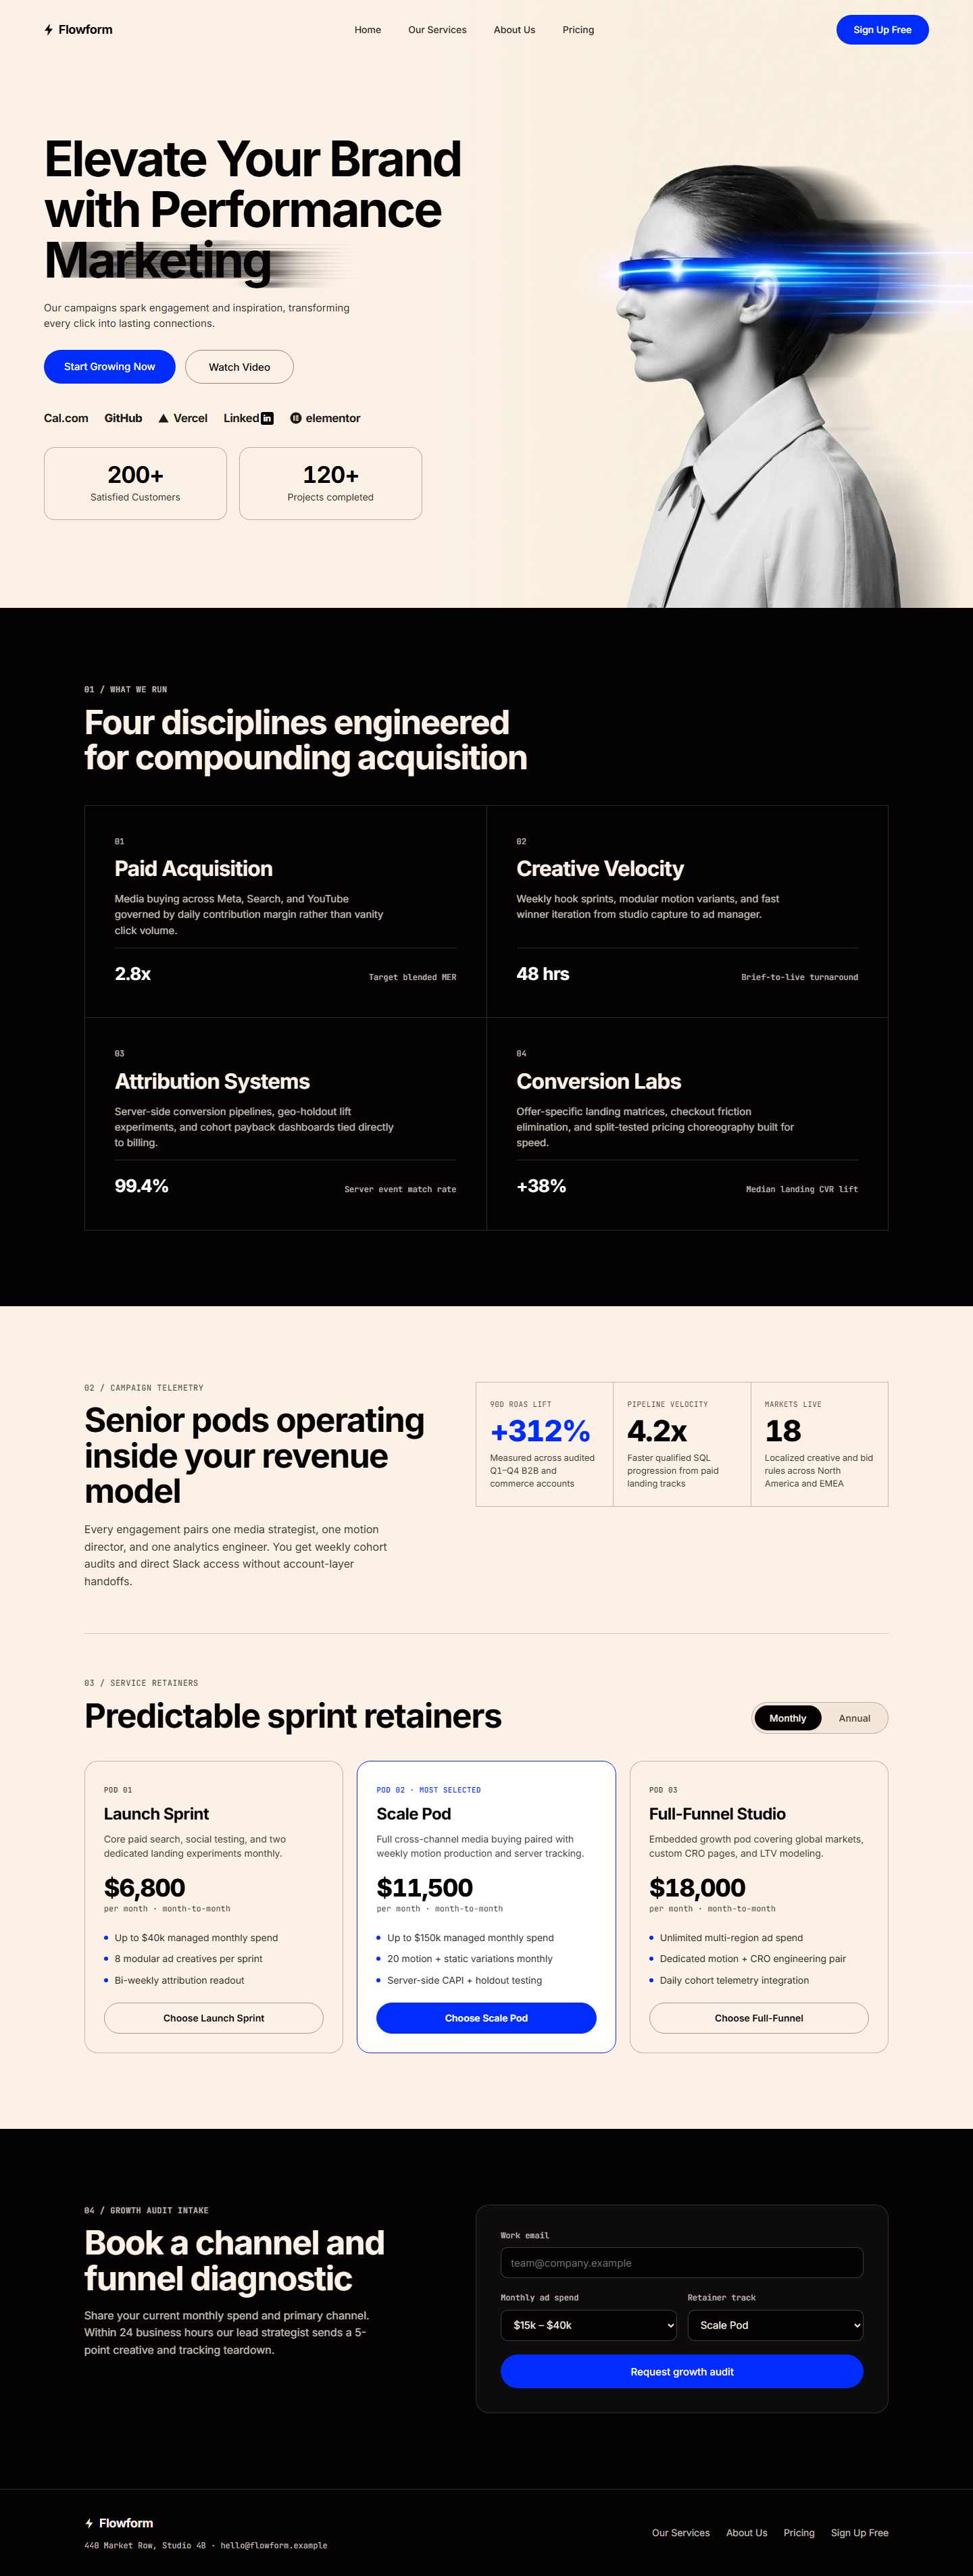 Flowform
Home Our Services About Us Pricing
Sign Up Free
Elevate Your Brand
with Performance
Marketing
Our campaigns spark engagement and inspiration, transforming
every click into lasting connections.
Start Growing Now Watch Video
Cal.com GitHub Vercel Linkedin elementor
200+ 120+
Satisfied Customers Projects completed
01 / WHAT WE RUN
Four disciplines engineered
for compounding acquisition
01
Paid Acquisition
Media buying across Meta, Search, and YouTube
governed by daily contribution margin rather than vanity
click volume.
2.8x Target blended MER
02
Creative Velocity
Weekly hook sprints, modular motion variants, and fast
winner iteration from studio capture to ad manager.
48 hrs Brief-to-live turnaround
03
Attribution Systems
Server-side conversion pipelines, geo-holdout lift
experiments, and cohort payback dashboards tied directly
to billing.
99.4% Server event match rate
04
Conversion Labs
Offer-specific landing matrices, checkout friction
elimination, and split-tested pricing choreography built for
speed.
+38% Median landing CVR lift
02 / CAMPAIGN TELEMETRY
Senior pods operating
inside your revenue
model
Every engagement pairs one media strategist, one motion
director, and one analytics engineer. You get weekly cohort
audits and direct Slack access without account-layer
handoffs.
90D ROAS LIFT
+312%
Measured across audited
Q1–Q4 B2B and
commerce accounts
PIPELINE VELOCITY
4.2x
Faster qualified SQL
progression from paid
landing tracks
MARKETS LIVE
18
Localized creative and bid
rules across North
America and EMEA
03 / SERVICE RETAINERS
Predictable sprint retainers
Monthly Annual
POD 01
Launch Sprint
Core paid search, social testing, and two
dedicated landing experiments monthly.
$6,800
per month · month-to-month
Up to $40k managed monthly spend
8 modular ad creatives per sprint
Bi-weekly attribution readout
Choose Launch Sprint
POD 02 · MOST SELECTED
Scale Pod
Full cross-channel media buying paired with
weekly motion production and server tracking.
$11,500
per month · month-to-month
Up to $150k managed monthly spend
20 motion + static variations monthly
Server-side CAPI + holdout testing
Choose Scale Pod
POD 03
Full-Funnel Studio
Embedded growth pod covering global markets,
custom CRO pages, and LTV modeling.
$18,000
per month · month-to-month
Unlimited multi-region ad spend
Dedicated motion + CRO engineering pair
Daily cohort telemetry integration
Choose Full-Funnel
04 / GROWTH AUDIT INTAKE
Book a channel and
funnel diagnostic
Share your current monthly spend and primary channel.
Within 24 business hours our lead strategist sends a 5-
point creative and tracking teardown.
Work email
team@company.example
Monthly ad spend Retainer track
$15k – $40k Scale Pod
Request growth audit
Flowform
440 Market Row, Studio 4B · hello@flowform.example
Our Services About Us Pricing Sign Up Free